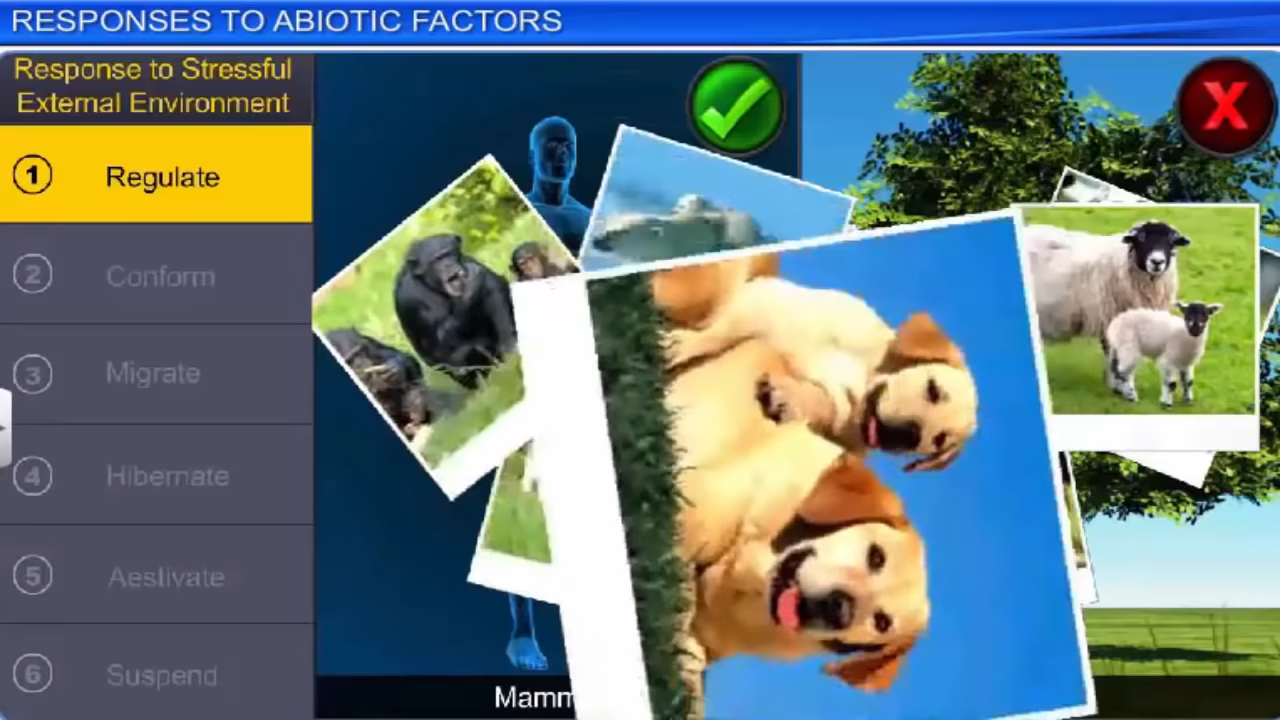 RESPONSES TO ABIOTIC FACTORS
Response to Stressful
External Environment
1 Regulate
2 Conform
3 Migrate
4 Hibernate
5 Aestivate
6 Suspend
X